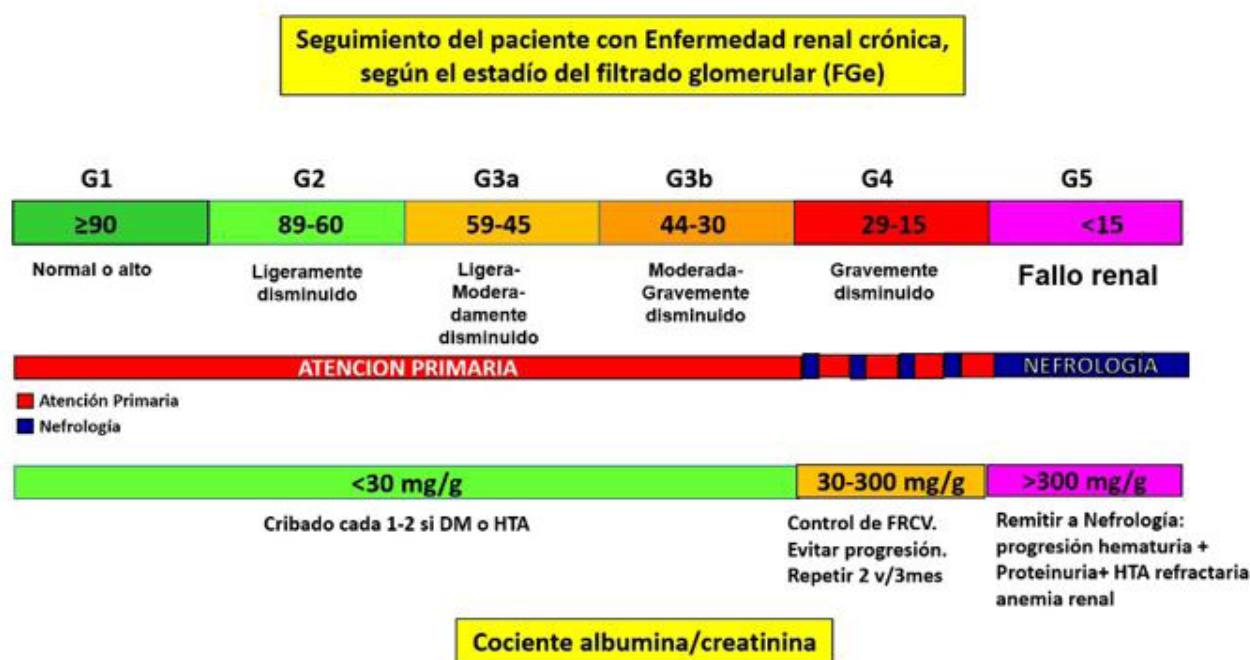 Seguimiento del paciente con Enfermedad renal crónica,
según el estadío del filtrado glomerular (FGe)
G1 G2 G3a G3b G4 G5
≥90 89-60 59-45 44-30 29-15 <15
Normal o alto
Ligeramente
disminuido
Ligera-
Modera-
damente
disminuido
Moderada-
Gravemente
disminuido
Gravemente
disminuido
Fallo renal
ATENCION PRIMARIA
NEFROLOGÍA
Atención Primaria
Nefrología
<30 mg/g 30-300 mg/g >300 mg/g
Cribado cada 1-2 si DM o HTA
Control de FRCV.
Evitar progresión.
Repetir 2 v/3mes
Remitir a Nefrología:
progresión hematuria +
Proteinuria+ HTA refractaria
anemia renal
Cociente albumina/creatinina